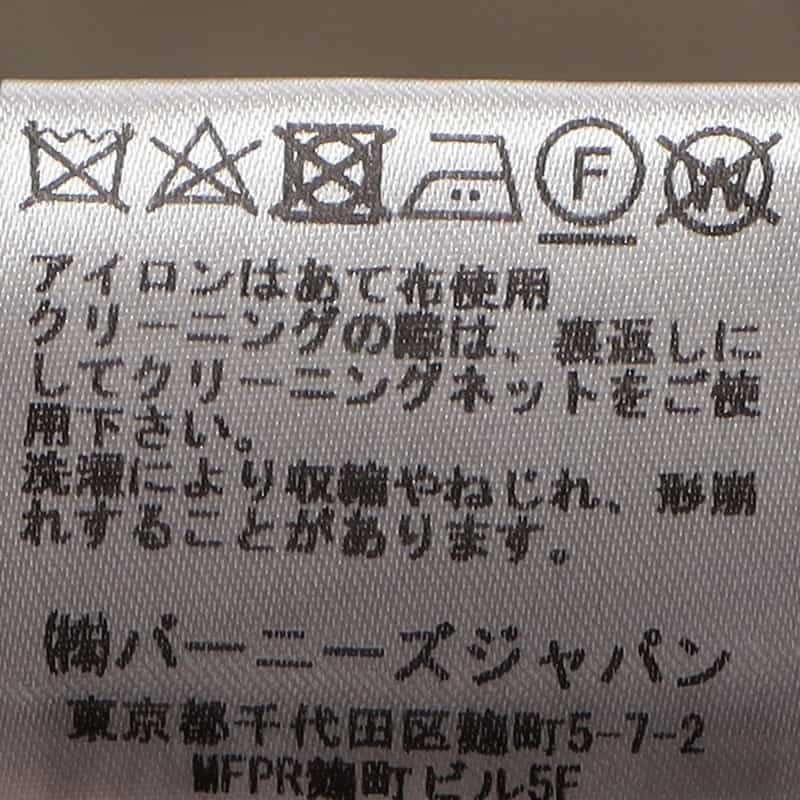 F W
アイロンはあて布使用
クリーニングの際は、裏返しに
してクリーニングネットをご使
用下さい。
洗濯により収縮やねじれ、形崩
れすることがあります。
㈱バーニーズジャパン
東京都千代田区麹町5-7-2
MFPR麹町ビル5F